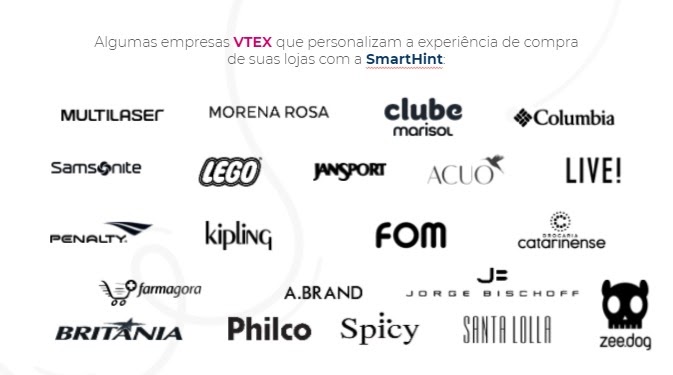 Algumas empresas VTEX que personalizam a experiência de compra
de suas lojas com a SmartHint:
MULTILASER MORENA ROSA clube marisol Columbia
Samsonite LEGO JANSPORT ACUO LIVE!
PENALTY kipling FOM DROGARIA catarinense
farmagora A.BRAND JORGE BISCHOFF
BRITÂNIA Philco Spicy SANTA LOLLA zee.dog